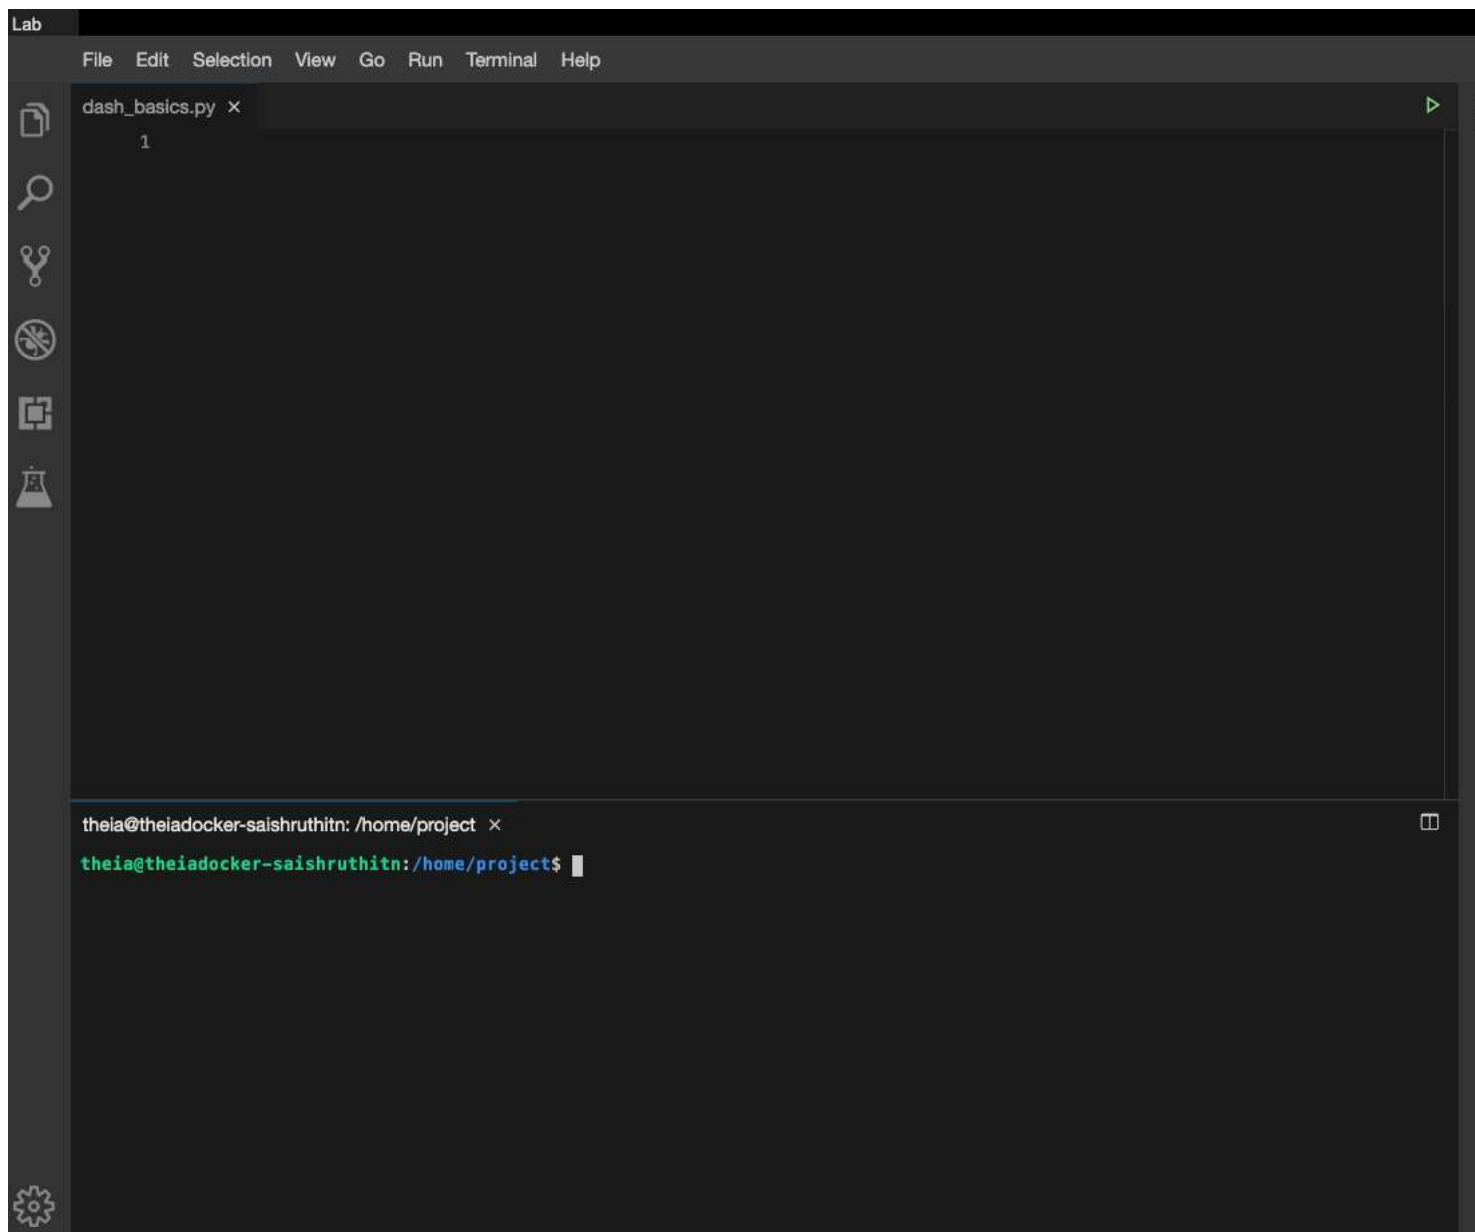 Lab
File Edit Selection View Go Run Terminal Help
dash_basics.py ×
1
theia@theiadocker-saishruthitn: /home/project ×
theia@theiadocker-saishruthitn:/home/project$